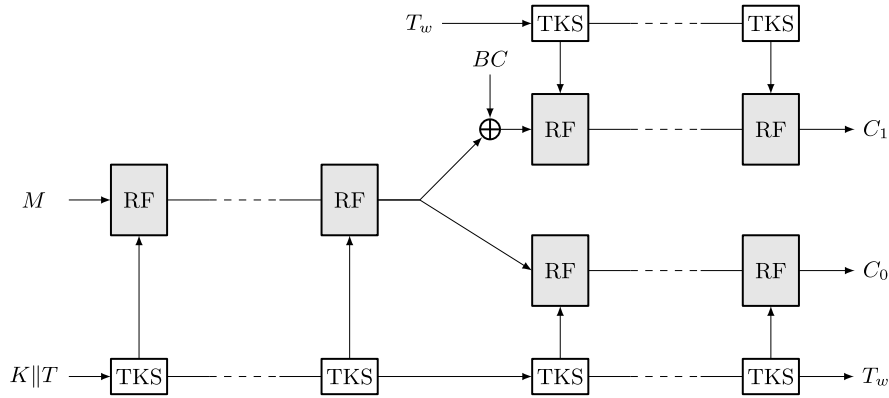 T_w TKS TKS
BC
RF RF C_1
M RF RF
RF RF C_0
K∥T TKS TKS TKS TKS T_w